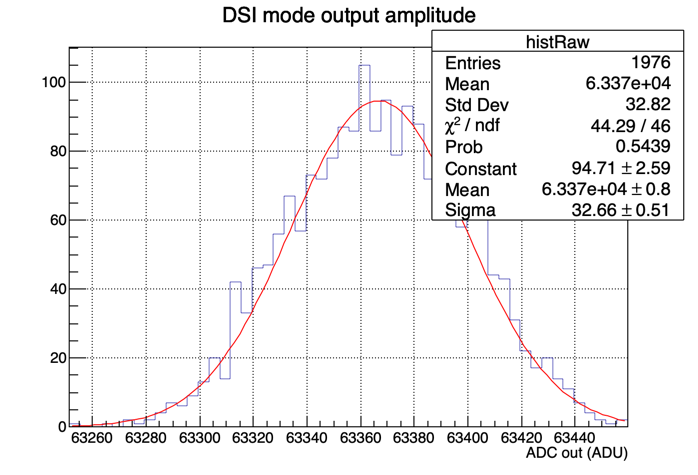 DSI mode output amplitude
histRaw
Entries 1976
Mean 6.337e+04
Std Dev 32.82
χ² / ndf 44.29 / 46
Prob 0.5439
Constant 94.71 ± 2.59
Mean 6.337e+04 ± 0.8
Sigma 32.66 ± 0.51
100
80
60
40
20
0
63260 63280 63300 63320 63340 63360 63380 63400 63420 63440
ADC out (ADU)